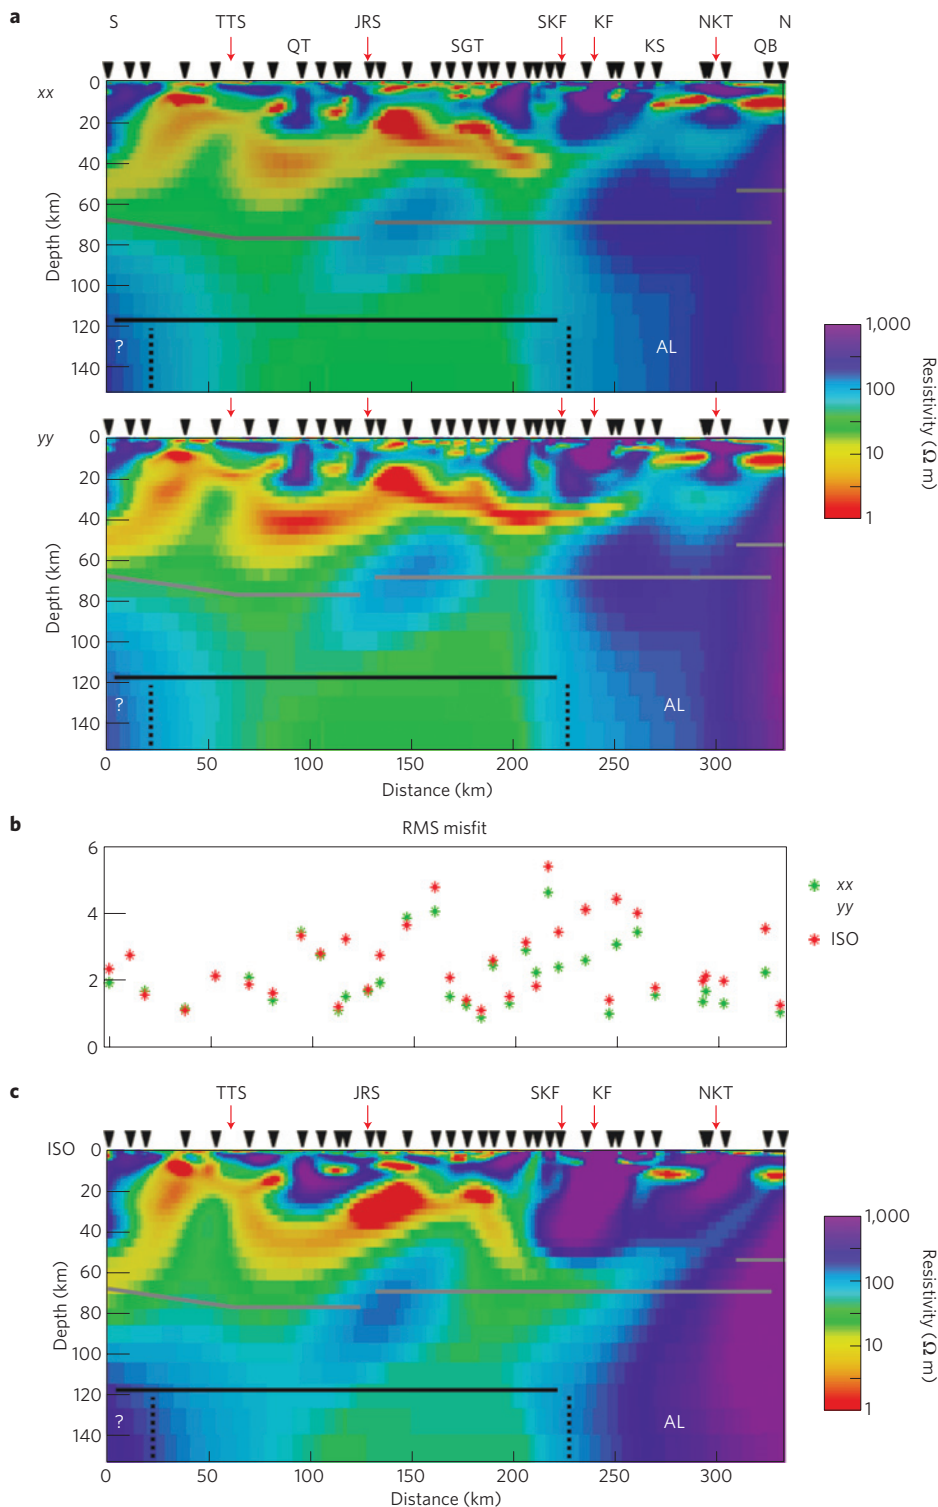 a
S TTS JRS SKF KF NKT N
QT SGT KS QB
xx
0
20
40
60
80
100
120
140
Depth (km)
? AL
1,000
100
10
1
Resistivity (Ω m)
yy
0
20
40
60
80
100
120
140
Depth (km)
? AL
0 50 100 150 200 250 300
Distance (km)
b
RMS misfit
6
4
2
0
xx
yy
ISO
c
TTS JRS SKF KF NKT
ISO
0
20
40
60
80
100
120
140
Depth (km)
? AL
1,000
100
10
1
Resistivity (Ω m)
0 50 100 150 200 250 300
Distance (km)